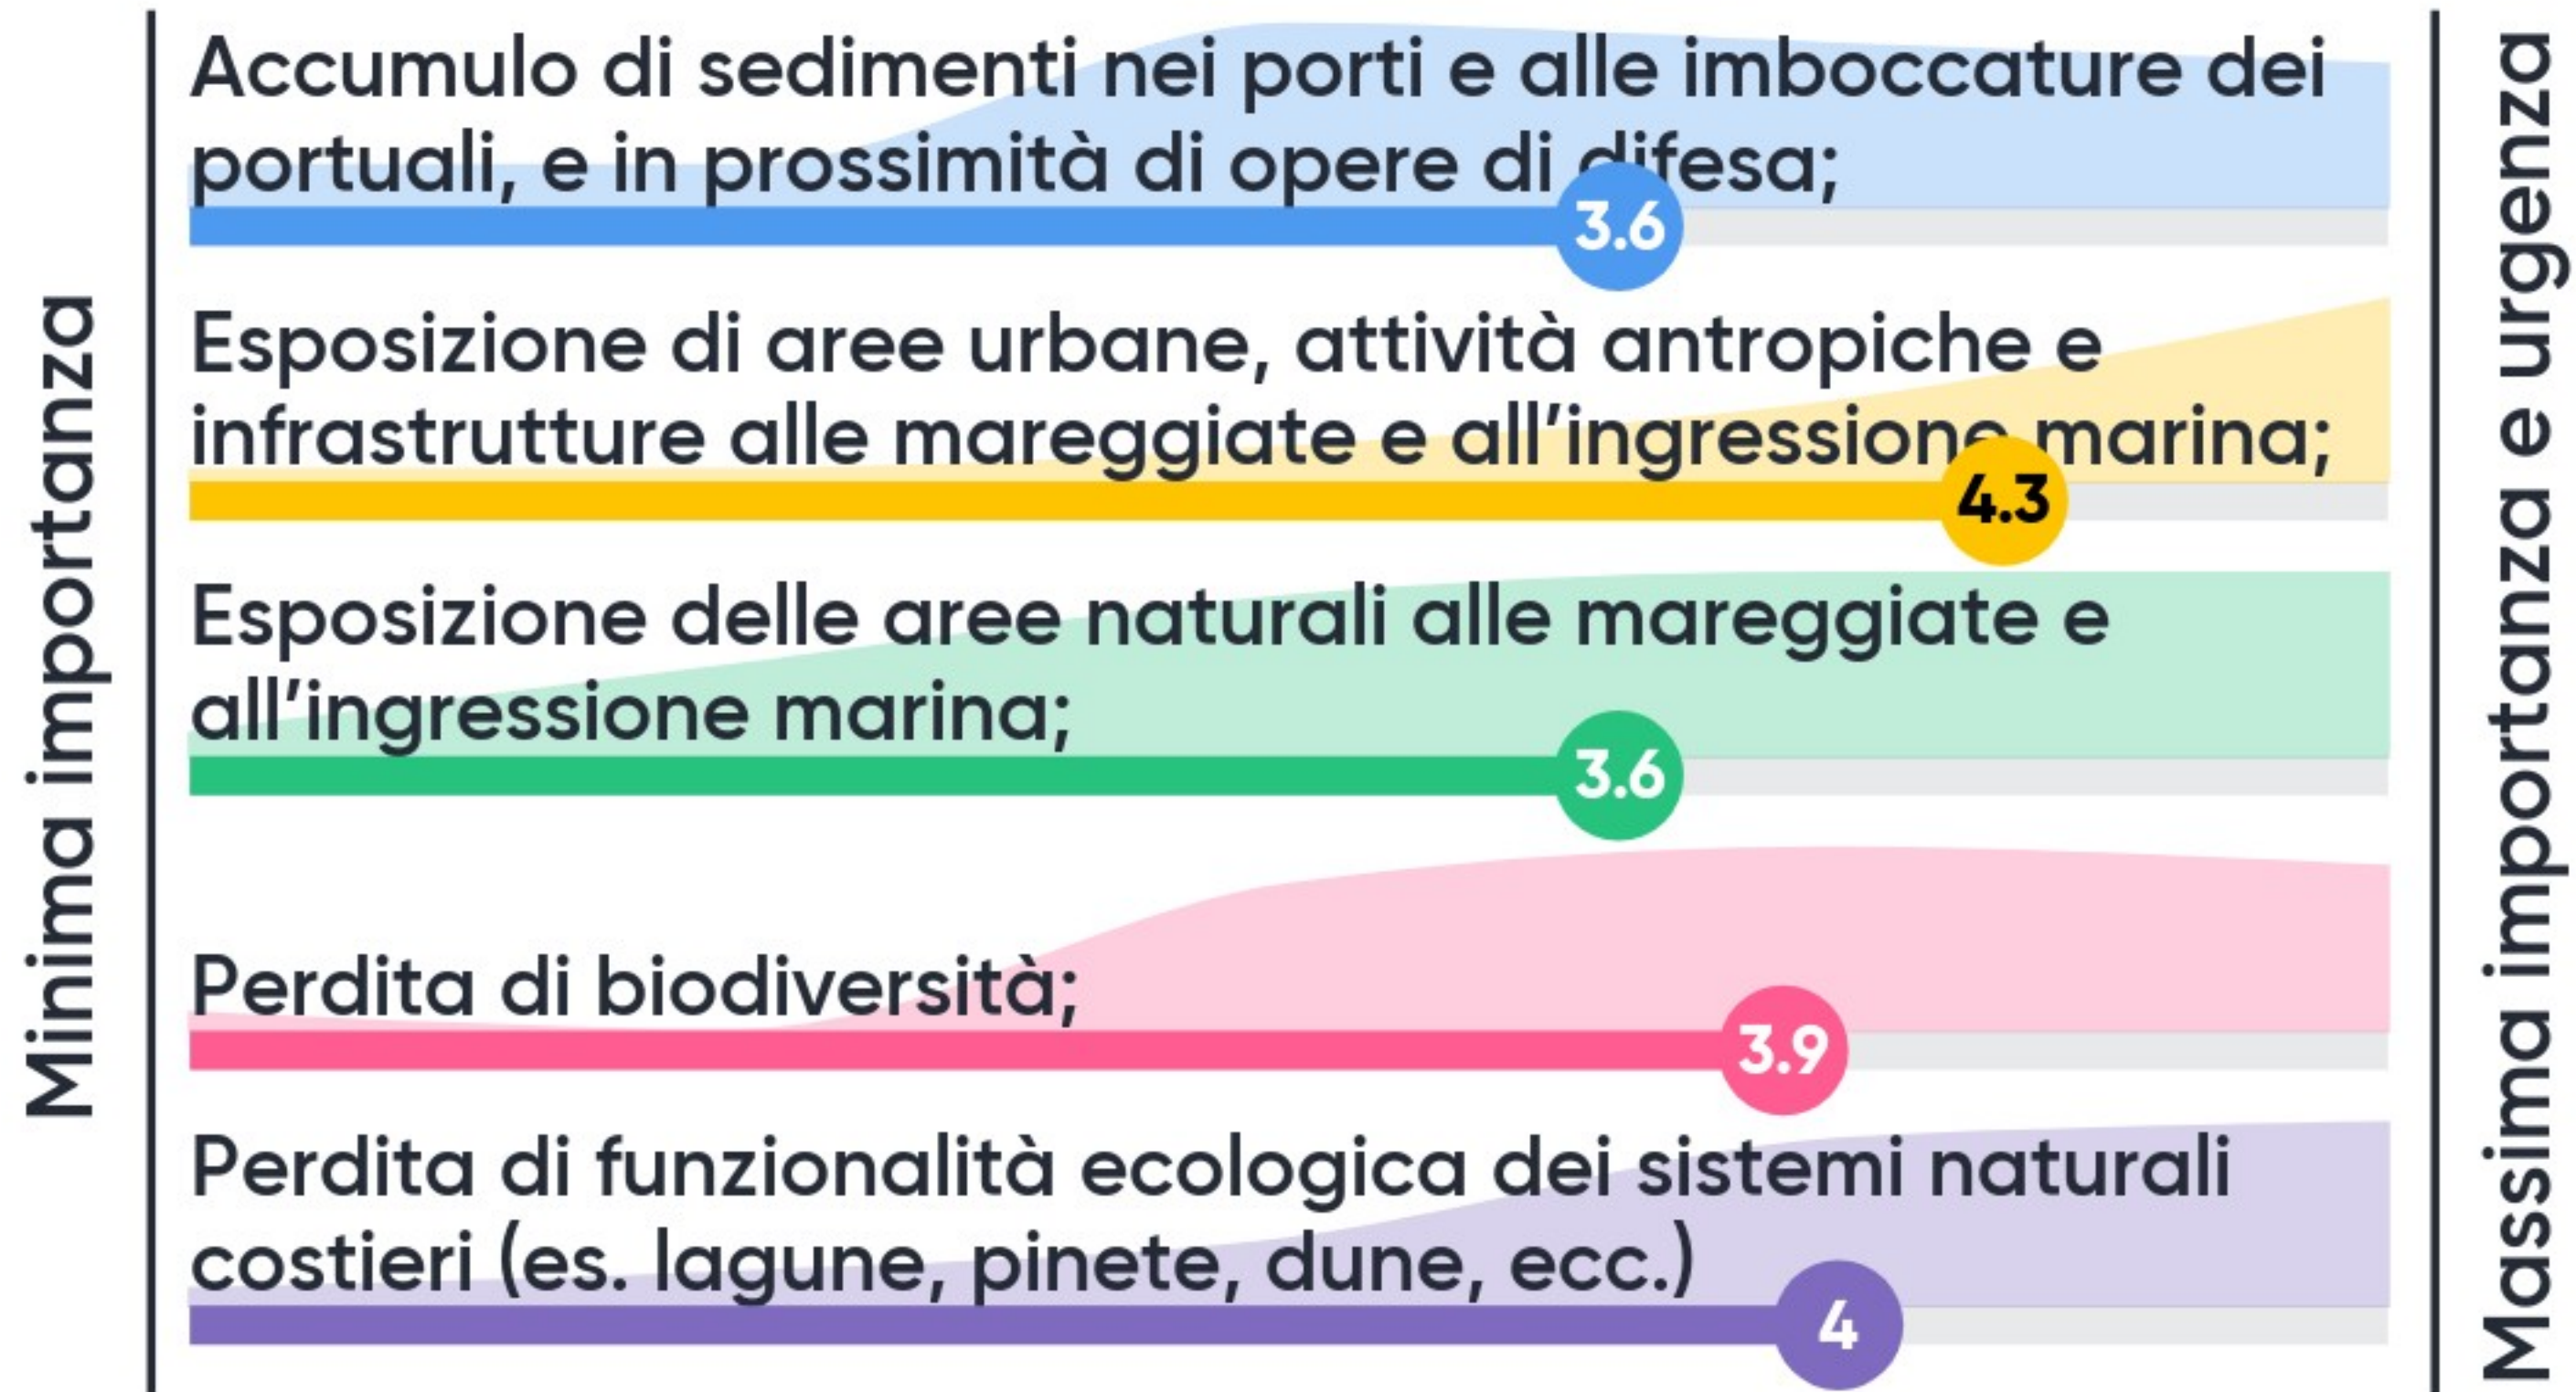 Minima importanza
Accumulo di sedimenti nei porti e alle imboccature dei
portuali, e in prossimità di opere di difesa;
3.6
Esposizione di aree urbane, attività antropiche e
infrastrutture alle mareggiate e all’ingressione marina;
4.3
Esposizione delle aree naturali alle mareggiate e
all’ingressione marina;
3.6
Perdita di biodiversità;
3.9
Perdita di funzionalità ecologica dei sistemi naturali
costieri (es. lagune, pinete, dune, ecc.)
4
Massima importanza e urgenza